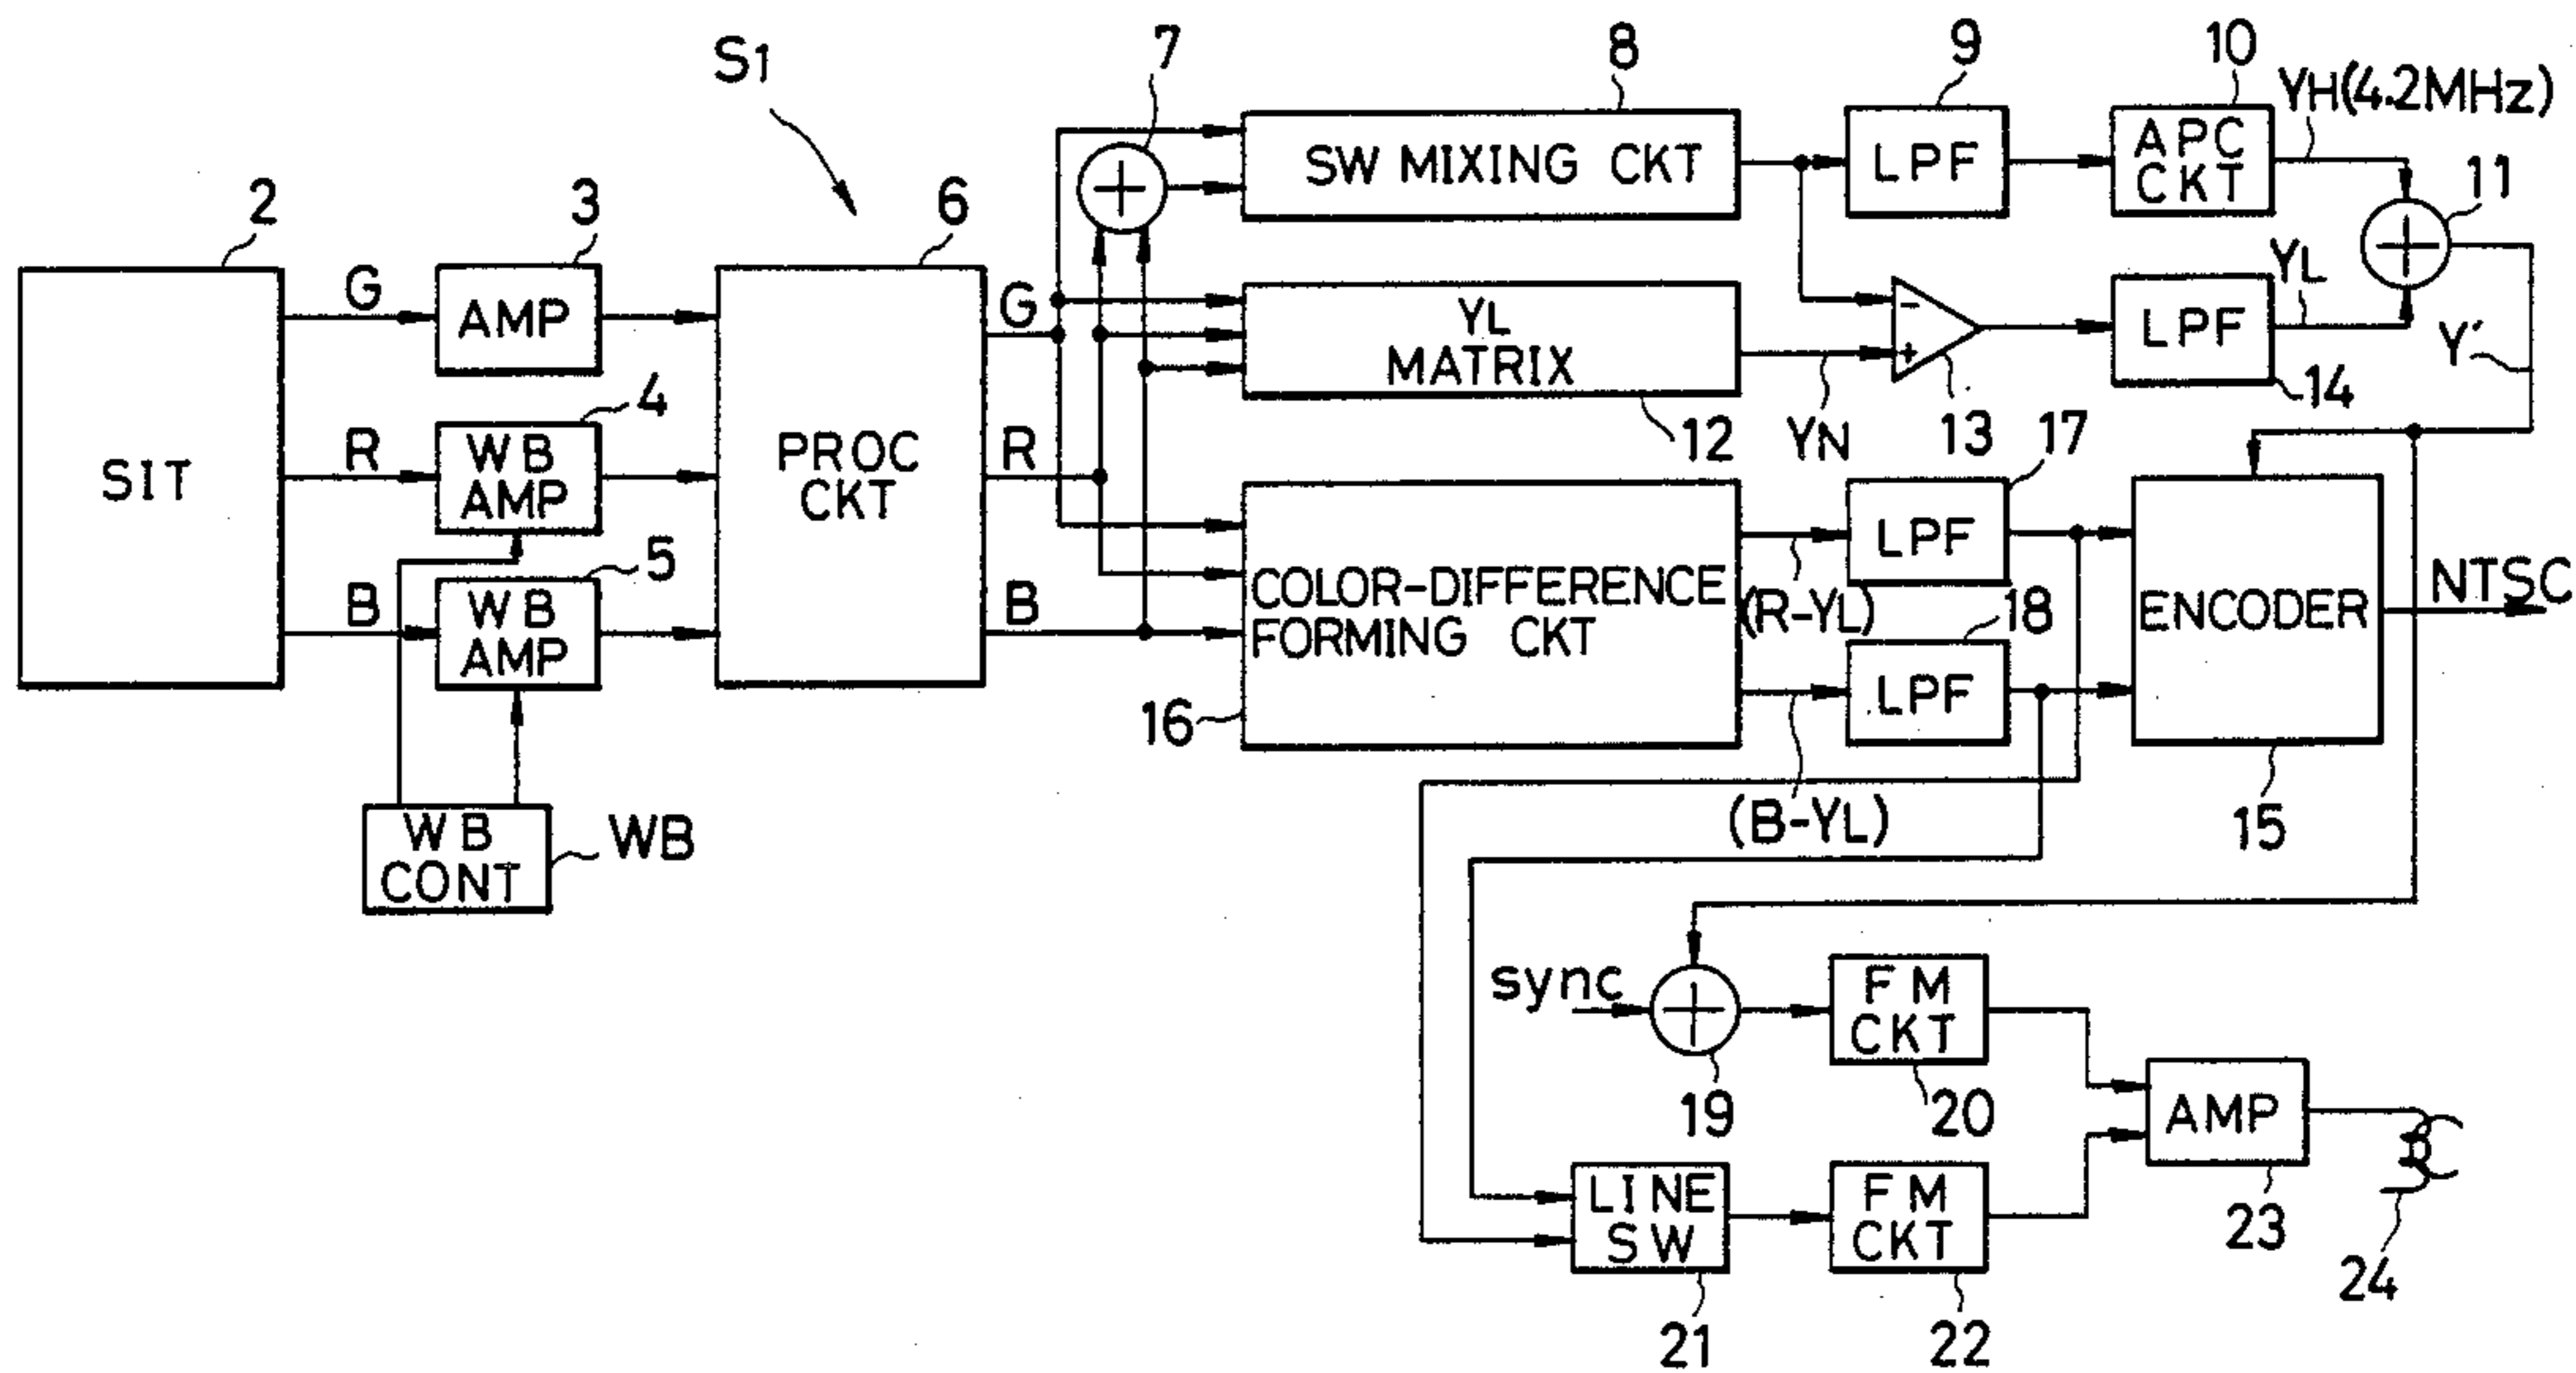 S1
2
SIT
G
R
B
3
AMP
4
WB
AMP
5
WB
AMP
WB
CONT
WB
6
PROC
CKT
G
R
B
7
+
8
SW MIXING CKT
9
LPF
10
APC
CKT
YH(4.2MHz)
11
+
YL
MATRIX
12
YN
-
+
13
LPF
14
YL
Y'
COLOR-DIFFERENCE
FORMING CKT
16
(R-YL)
(B-YL)
17
LPF
18
LPF
ENCODER
15
NTSC
sync
+
19
FM
CKT
20
LINE
SW
21
FM
CKT
22
AMP
23
24